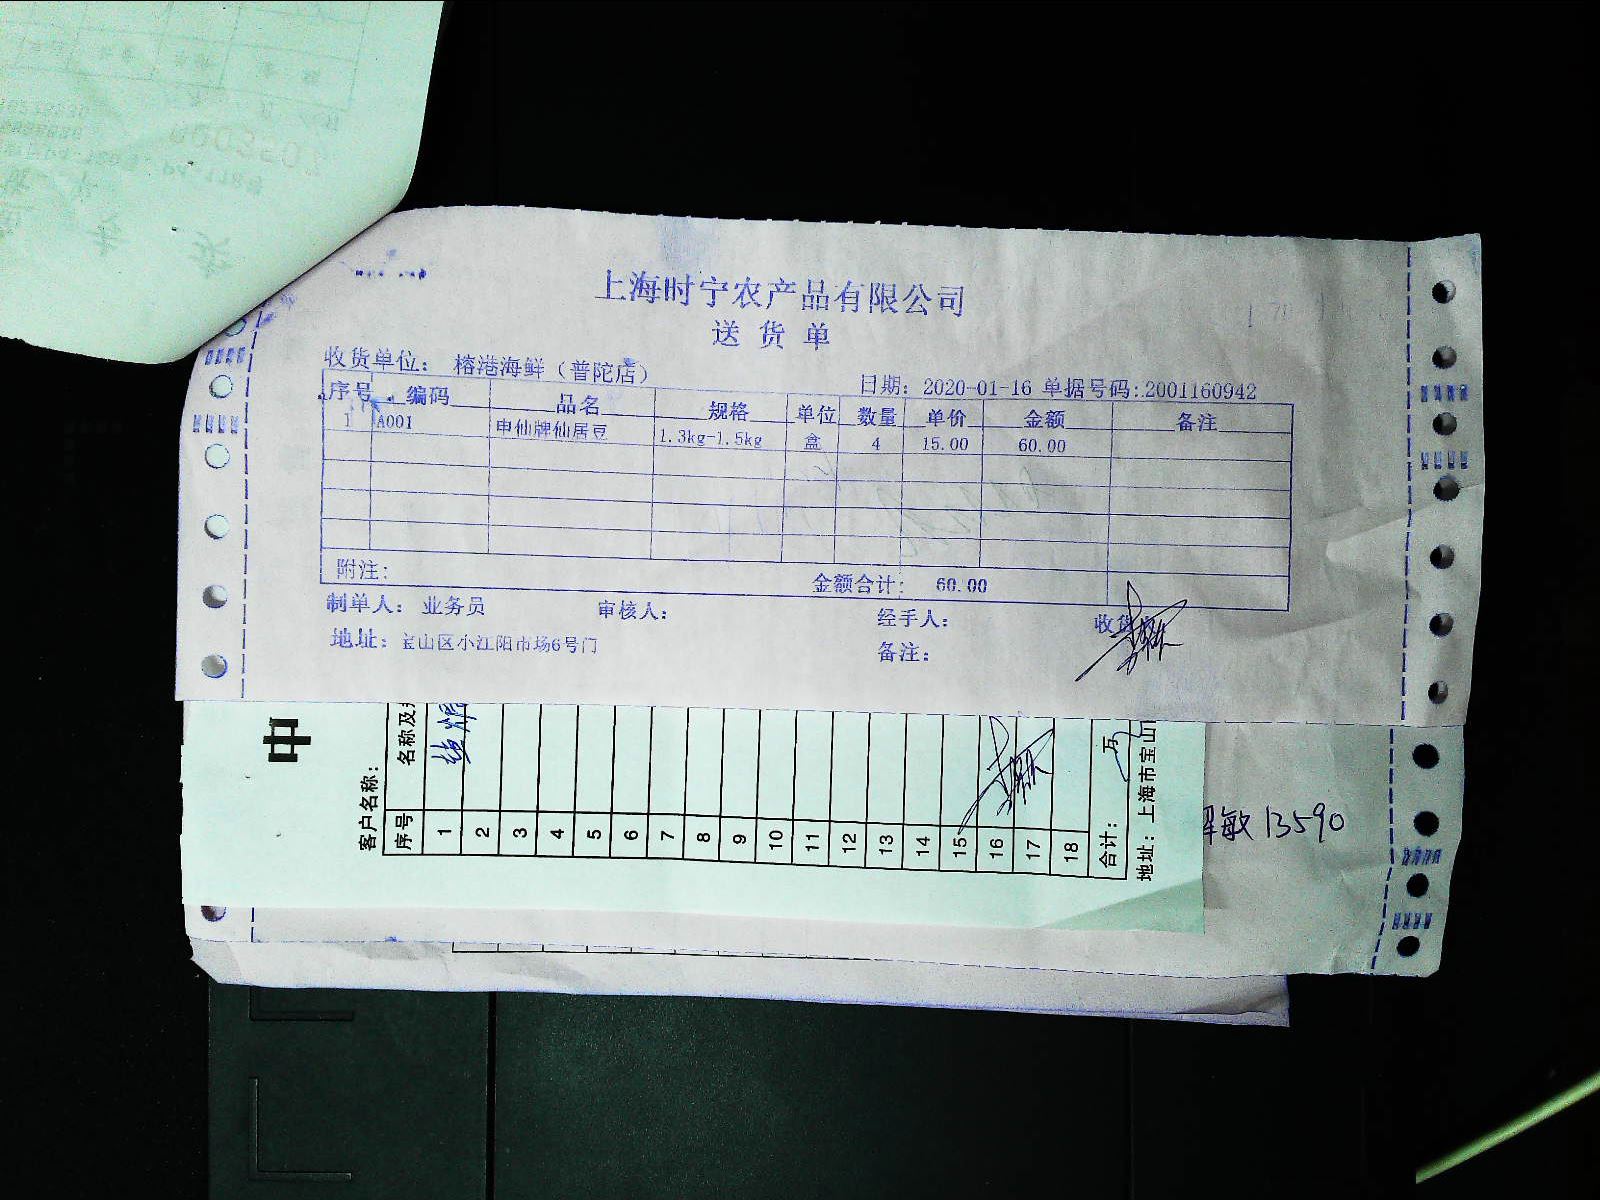 上海时宁农产品有限公司
送货单
收货单位： 榕港海鲜（普陀店）
日期： 2020-01-16 单据号码:2001160942
序号 编码 品名 规格 单位 数量 单价 金额 备注
1 A001 申仙牌仙居豆 1.3kg-1.5kg 盒 4 15.00 60.00
附注: 金额合计: 60.00
制单人： 业务员 审核人： 经手人： 收货
地址： 宝山区小江阳市场6号门 备注：
中
客户名称：
序号 名称及
1
2
3
4
5
6
7
8
9
10
11
12
13
14
15
16
17
18
合计： 万
地址：上海市宝山
敏 13590